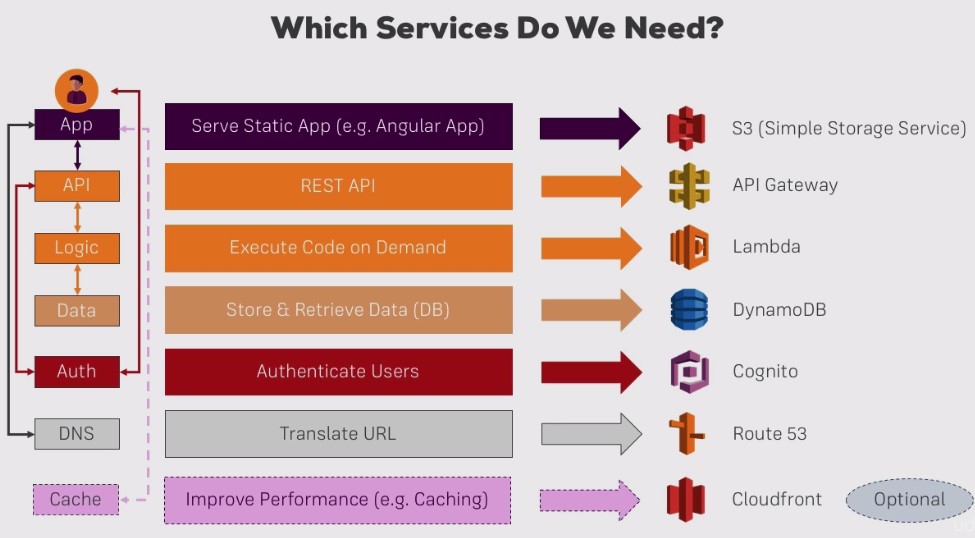 Which Services Do We Need?
App
Serve Static App (e.g. Angular App)
S3 (Simple Storage Service)
API
REST API
API Gateway
Logic
Execute Code on Demand
Lambda
Data
Store & Retrieve Data (DB)
DynamoDB
Auth
Authenticate Users
Cognito
DNS
Translate URL
Route 53
Cache
Improve Performance (e.g. Caching)
Cloudfront
Optional